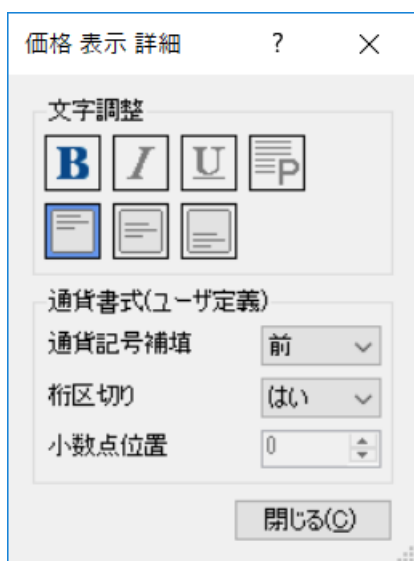 価格 表示 詳細 ?
文字調整
B I U P
通貨書式(ユーザ定義)
通貨記号補填 前
桁区切り はい
小数点位置 0
閉じる(C)